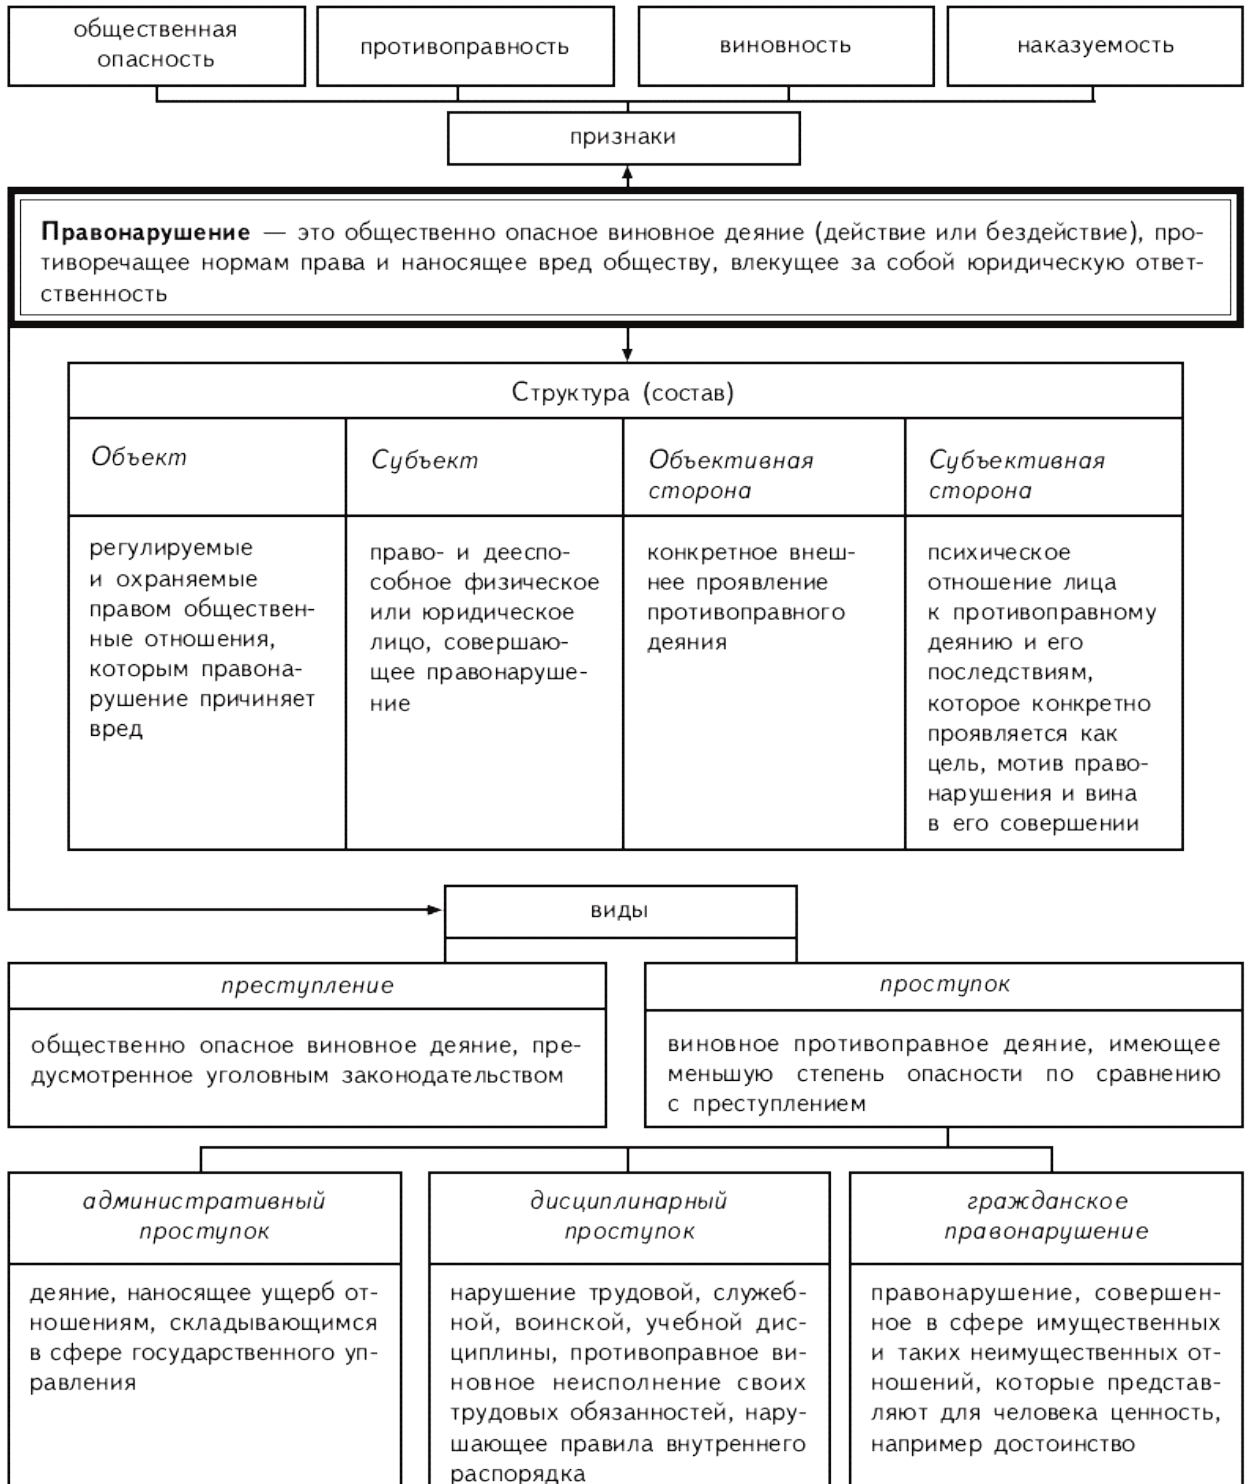 общественная
опасность
противоправность
виновность
наказуемость
признаки
Правонарушение — это общественно опасное виновное деяние (действие или бездействие), про-
тиворечащее нормам права и наносящее вред обществу, влекущее за собой юридическую ответ-
ственность
Структура (состав)
Объект
Субъект
Объективная
сторона
Субъективная
сторона
регулируемые
и охраняемые
правом обществен-
ные отношения,
которым правона-
рушение причиняет
вред
право- и дееспо-
собное физическое
или юридическое
лицо, совершаю-
щее правонаруше-
ние
конкретное внеш-
нее проявление
противоправного
деяния
психическое
отношение лица
к противоправному
деянию и его
последствиям,
которое конкретно
проявляется как
цель, мотив право-
нарушения и вина
в его совершении
виды
преступление
общественно опасное виновное деяние, пре-
дусмотренное уголовным законодательством
проступок
виновное противоправное деяние, имеющее
меньшую степень опасности по сравнению
с преступлением
административный
проступок
деяние, наносящее ущерб от-
ношениям, складывающимся
в сфере государственного уп-
равления
дисциплинарный
проступок
нарушение трудовой, служеб-
ной, воинской, учебной дис-
циплины, противоправное ви-
новное неисполнение своих
трудовых обязанностей, нару-
шающее правила внутреннего
распорядка
гражданское
правонарушение
правонарушение, совершен-
ное в сфере имущественных
и таких неимущественных от-
ношений, которые представ-
ляют для человека ценность,
например достоинство